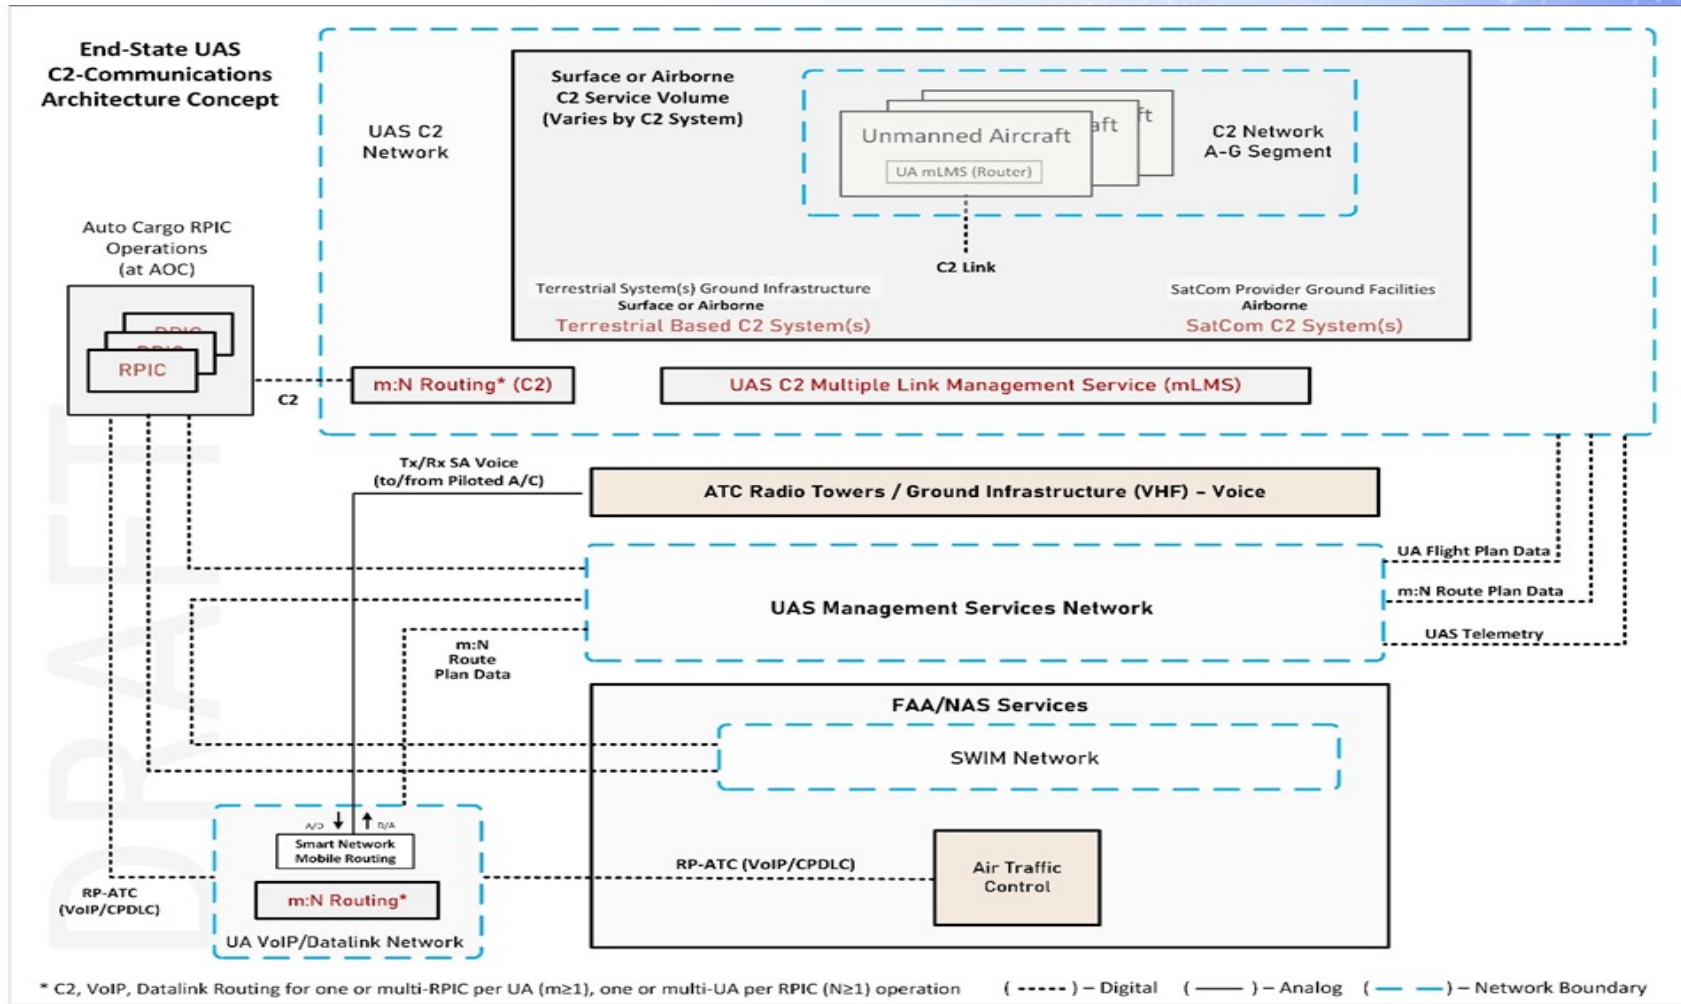 End-State UAS
C2-Communications
Architecture Concept
UAS C2
Network
Surface or Airborne
C2 Service Volume
(Varies by C2 System)
Unmanned Aircraft
aft
ft
UA mLMS (Router)
C2 Network
A-G Segment
C2 Link
Terrestrial System(s) Ground Infrastructure
Surface or Airborne
Terrestrial Based C2 System(s)
SatCom Provider Ground Facilities
Airborne
SatCom C2 System(s)
Auto Cargo RPIC
Operations
(at AOC)
RPIC
RPIC
RPIC
C2
m:N Routing* (C2)
UAS C2 Multiple Link Management Service (mLMS)
Tx/Rx SA Voice
(to/from Piloted A/C)
ATC Radio Towers / Ground Infrastructure (VHF) – Voice
UAS Management Services Network
UA Flight Plan Data
m:N Route Plan Data
UAS Telemetry
m:N
Route
Plan Data
FAA/NAS Services
SWIM Network
Air Traffic
Control
RP-ATC (VoIP/CPDLC)
RP-ATC
(VoIP/CPDLC)
A/D
D/A
Smart Network
Mobile Routing
m:N Routing*
UA VoIP/Datalink Network
DRAFT
* C2, VoIP, Datalink Routing for one or multi-RPIC per UA (m≥1), one or multi-UA per RPIC (N≥1) operation
( ------ ) – Digital ( —— ) – Analog ( — — ) – Network Boundary